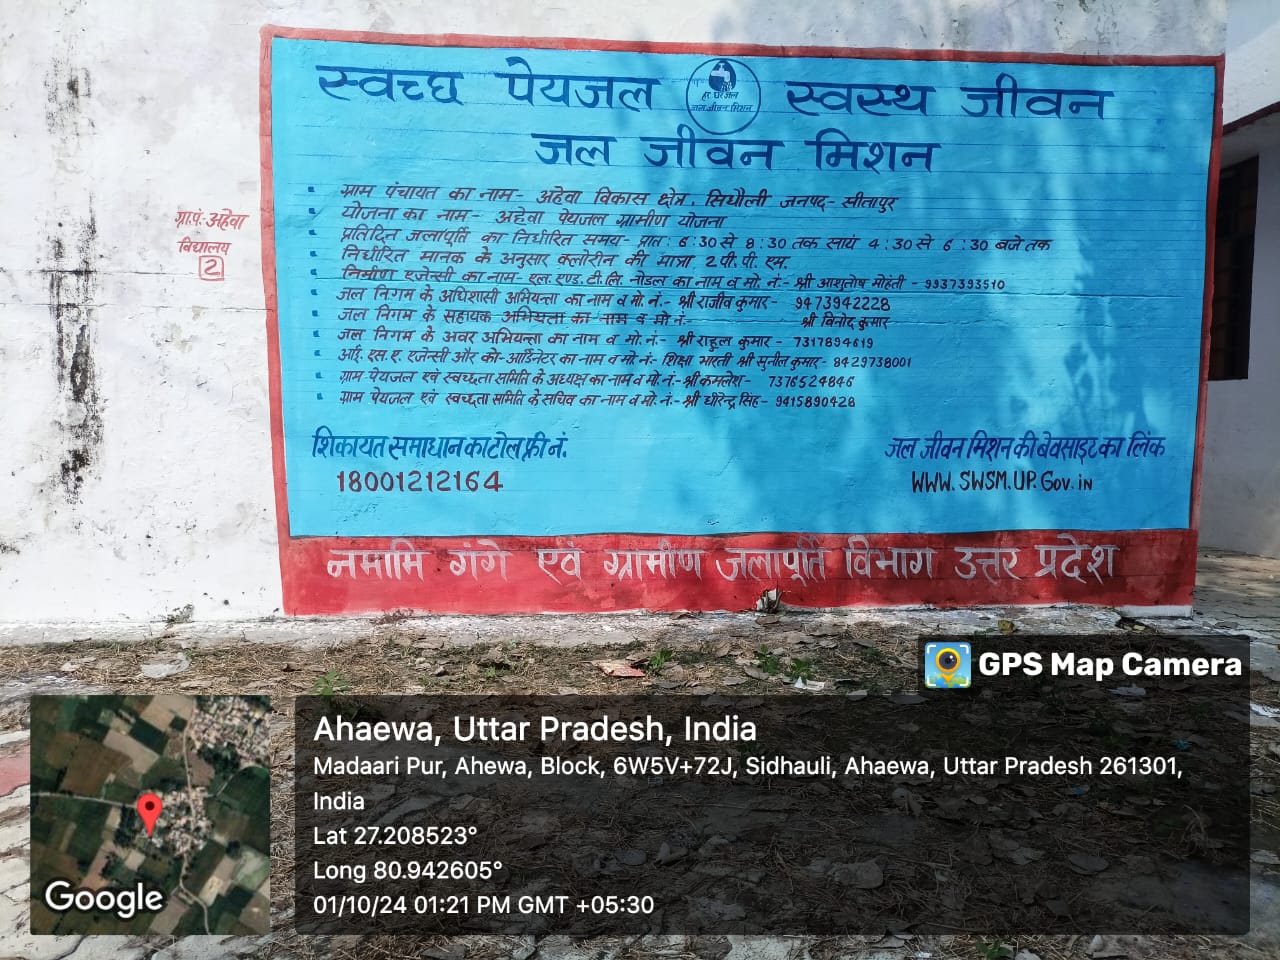 स्वच्छ पेयजल
हर घर जल
जल जीवन मिशन
स्वस्थ जीवन
जल जीवन मिशन
ग्राम पंचायत का नाम- अहेवा विकास क्षेत्र. सिधौली जनपद- सीतापुर
योजना का नाम- अहेवा पेयजल ग्रामीण योजना
प्रतिदिन जलापूर्ति का निर्धारित समय- प्रातः 6:30 से 8:30 तक सायं 4:30 से 6:30 बजे तक
निर्धारित मानक के अनुसार क्लोरीन की मात्रा 2 पी. पी. एम.
निर्माण एजेन्सी का नाम- एल. एण्ड. टी. लि. नोडल का नाम व मो. नं.- श्री आशुतोष मोहंती - 9937393510
जल निगम के अधिशासी अभियन्ता का नाम व मो. नं.- श्री राजीव कुमार- 9473942228
जल निगम के सहायक अभियन्ता का नाम व मो नं- श्री विनोद कुमार
जल निगम के अवर अभियन्ता का नाम व मो. नं- श्री राहुल कुमार- 7317894619
आई. एस. ए. एजेन्सी और को-आर्डिनेटर का नाम व मो. नं:- शिक्षा भारती श्री सुनील कुमार- 8429738001
ग्राम पेयजल एवं स्वच्छता समिति के अध्यक्ष का नाम व मो. नं:- श्री कमलेश- 7376524846
ग्राम पेयजल एवं स्वच्छता समिति के सचिव का नाम व मो. नं:- श्री धीरेन्द्र सिंह- 9415890428
शिकायत समाधान का टोल फ्री नं.
18001212164
जल जीवन मिशन की बेवसाइट का लिंक
WWW.SWSM.UP.Gov.iN
नमामि गंगे एवं ग्रामीण जलापूर्ति विभाग उत्तर प्रदेश
ग्रा.पं. अहेवा
विद्यालय
2
GPS Map Camera
Ahaewa, Uttar Pradesh, India
Madaari Pur, Ahewa, Block, 6W5V+72J, Sidhauli, Ahaewa, Uttar Pradesh 261301,
India
Lat 27.208523°
Long 80.942605°
01/10/24 01:21 PM GMT +05:30
Google